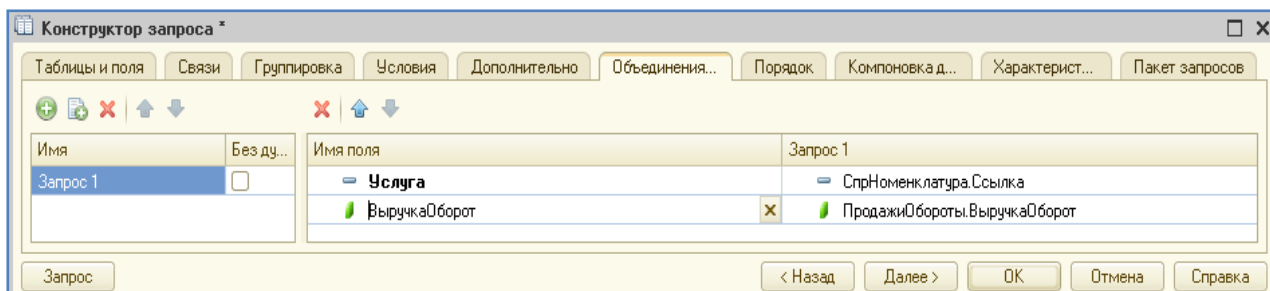 Конструктор запроса *
Таблицы и поля Связи Группировка Условия Дополнительно Объединения... Порядок Компоновка д... Характерист... Пакет запросов
Имя Без ду... Имя поля Запрос 1
Запрос 1 Услуга СпрНоменклатура.Ссылка
ВыручкаОборот ПродажиОбороты.ВыручкаОборот
Запрос < Назад Далее > OK Отмена Справка